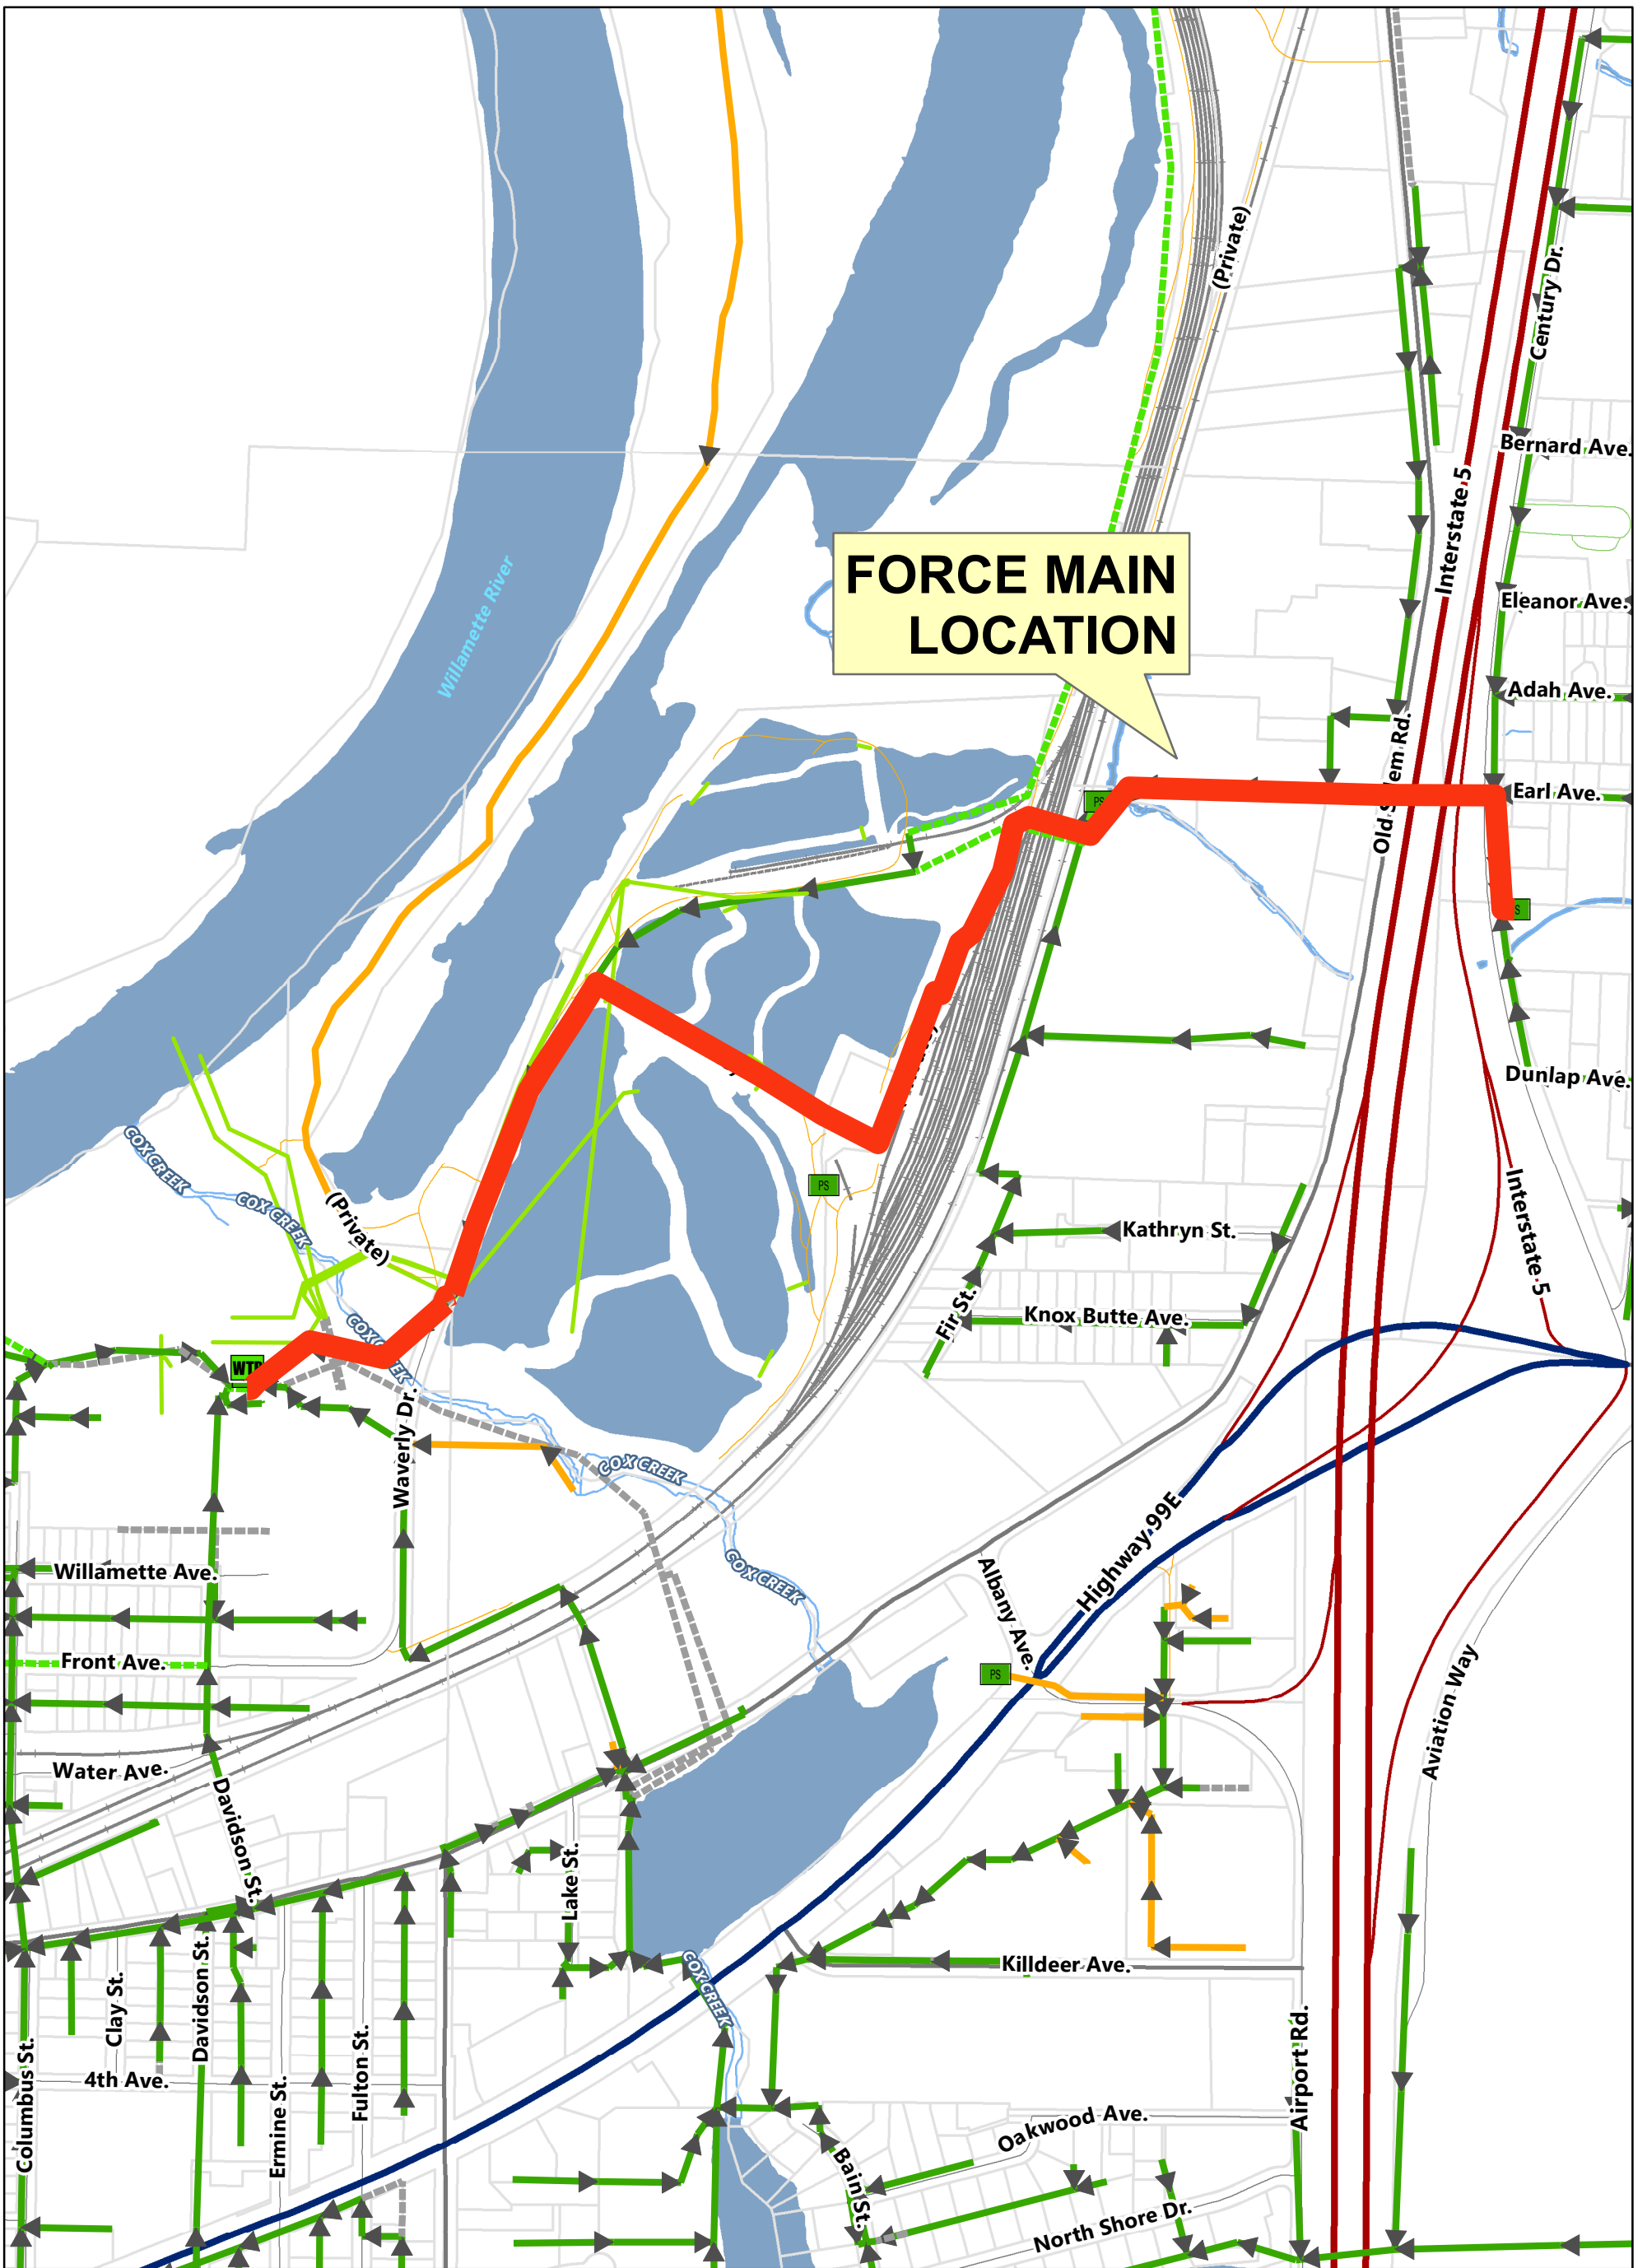 (Private)
Century Dr.
Bernard Ave.
Interstate 5
FORCE MAIN
LOCATION
Willamette River
Eleanor Ave.
Adah Ave.
Earl Ave.
PS
Dunlap Ave.
COX CREEK
COX CREEK
(Private)
PS
Kathryn St.
Interstate 5
Knox Butte Ave.
Fir St.
Waverly Dr.
COX CREEK
Highway 99E
Willamette Ave.
COX CREEK
Albany Ave.
Front Ave.
PS
Aviation Way
Water Ave.
Davidson St.
Lake St.
Killdeer Ave.
Clay St.
Davidson St.
COX CREEK
Columbus St.
4th Ave.
Ermine St.
Fulton St.
Airport Rd.
Oakwood Ave.
Bain St.
North Shore Dr.